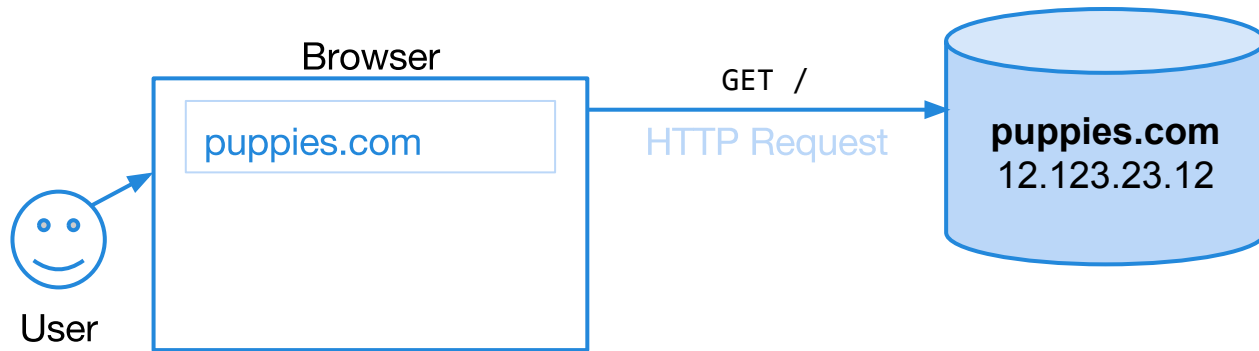 Browser
puppies.com
User
GET /
HTTP Request
puppies.com
12.123.23.12